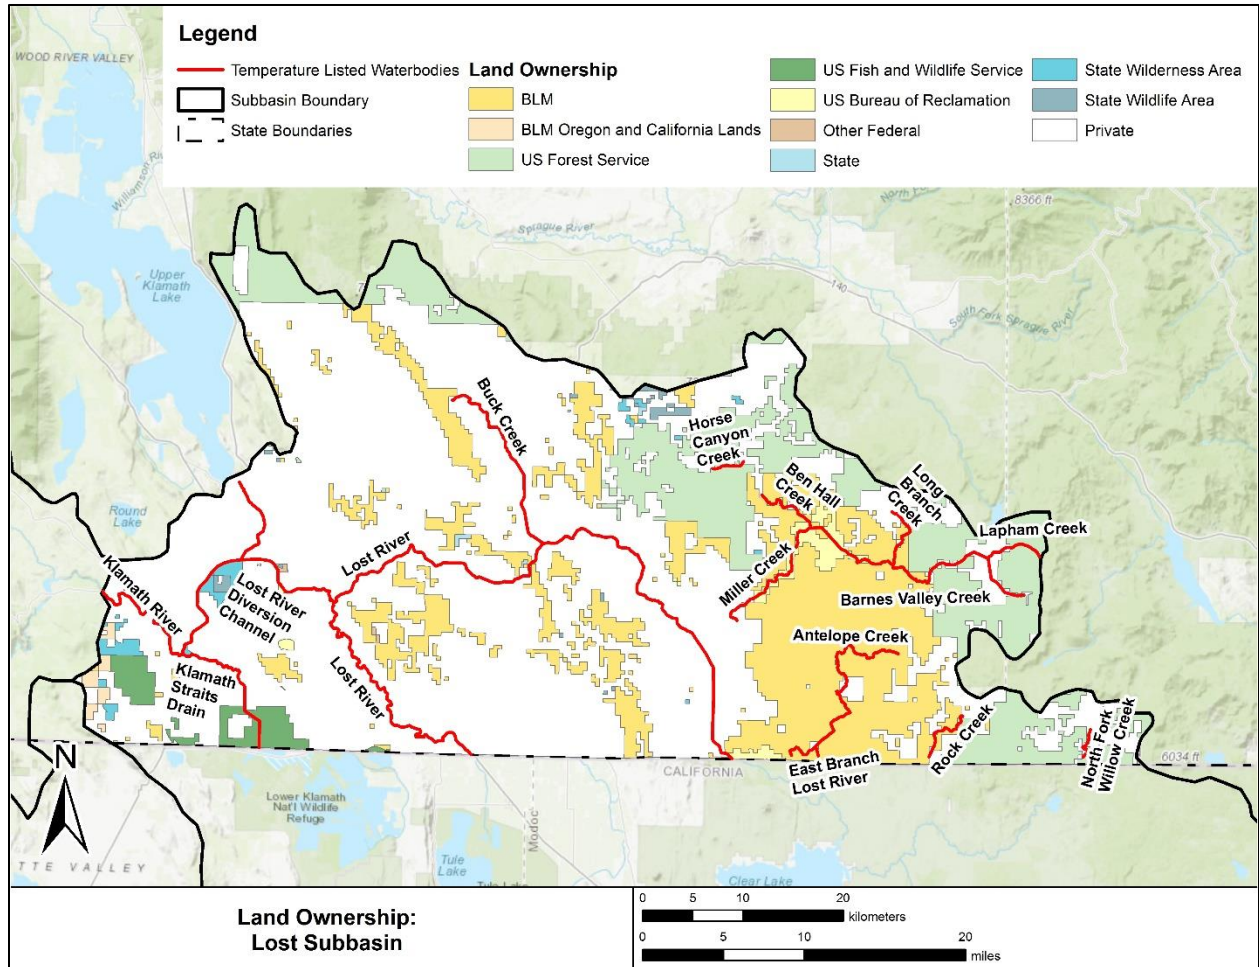 Legend
Temperature Listed Waterbodies
Subbasin Boundary
State Boundaries
Land Ownership
BLM
BLM Oregon and California Lands
US Forest Service
US Fish and Wildlife Service
US Bureau of Reclamation
Other Federal
State
State Wilderness Area
State Wildlife Area
Private
WOOD RIVER VALLEY
8366 ft
Sprague River
Upper
Klamath
Lake
140
South Fork Sprague River
Buck Creek
Horse
Canyon
Creek
Ben Hall
Creek
Long
Branch
Creek
Lapham Creek
Round
Lake
Klamath River
Lost River
Diversion
Channel
Lost River
Miller Creek
Barnes Valley Creek
Antelope Creek
Klamath
Straits
Drain
Lost River
East Branch
Lost River
Rock Creek
North Fork
Willow Creek
6034 ft
CALIFORNIA
N
Lower Klamath
Nat'l Wildlife
Refuge
Modoc
Tule
Lake
Clear Lake
TTE VALLEY
Land Ownership:
Lost Subbasin
0 5 10 20
kilometers
0 5 10 20
miles